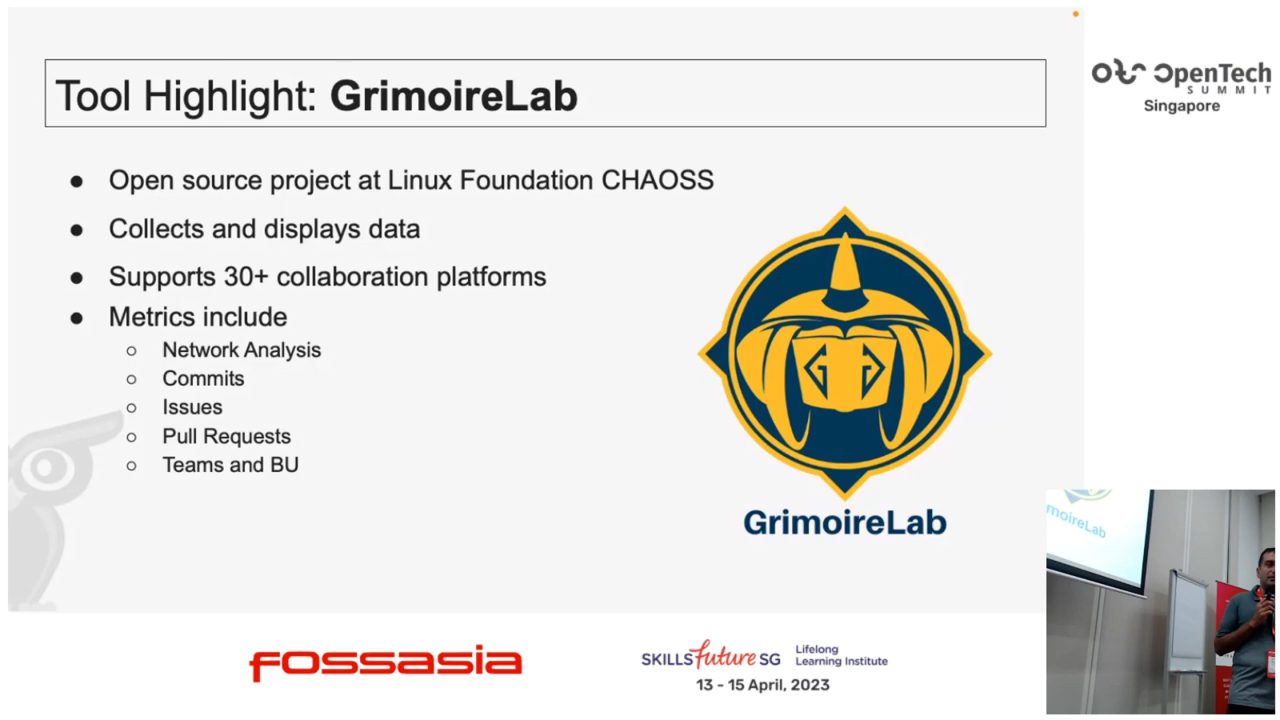 Tool Highlight: GrimoireLab
OpenTech
SUMMIT
Singapore
● Open source project at Linux Foundation CHAOSS
● Collects and displays data
● Supports 30+ collaboration platforms
● Metrics include
○ Network Analysis
○ Commits
○ Issues
○ Pull Requests
○ Teams and BU
GrimoireLab
moireLab
fossasia
SKILLSfuture SG
Lifelong
Learning Institute
13 - 15 April, 2023